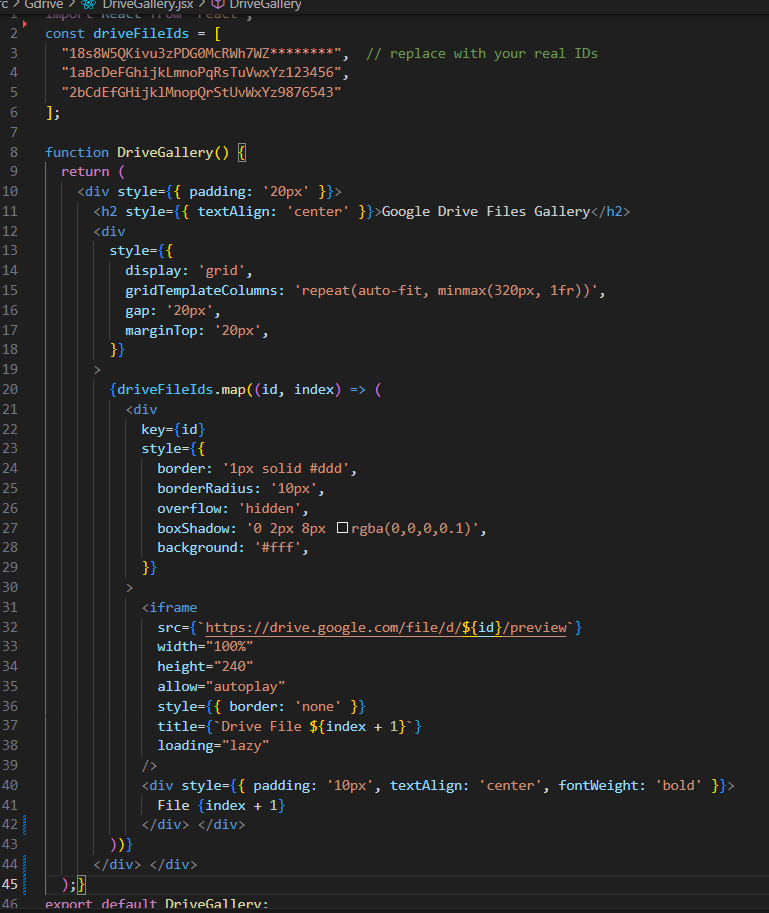 rc > Gdrive > DriveGallery.jsx > DriveGallery
1 import React from 'react';
2 const driveFileIds = [
3   "18s8W5QKivu3zPDG0McRWh7WZ********",  // replace with your real IDs
4   "1aBcDeFGhijkLmnoPqRsTuVwxYz123456",
5   "2bCdEfGHijklMnopQrStUvWxYz9876543"
6 ];
7
8 function DriveGallery() {
9   return (
10     <div style={{ padding: '20px' }}>
11       <h2 style={{ textAlign: 'center' }}>Google Drive Files Gallery</h2>
12       <div
13         style={{
14           display: 'grid',
15           gridTemplateColumns: 'repeat(auto-fit, minmax(320px, 1fr))',
16           gap: '20px',
17           marginTop: '20px',
18         }}
19       >
20         {driveFileIds.map((id, index) => (
21           <div
22             key={id}
23             style={{
24               border: '1px solid #ddd',
25               borderRadius: '10px',
26               overflow: 'hidden',
27               boxShadow: '0 2px 8px rgba(0,0,0,0.1)',
28               background: '#fff',
29             }}
30           >
31             <iframe
32               src={`https://drive.google.com/file/d/${id}/preview`}
33               width="100%"
34               height="240"
35               allow="autoplay"
36               style={{ border: 'none' }}
37               title={`Drive File ${index + 1}`}
38               loading="lazy"
39             />
40             <div style={{ padding: '10px', textAlign: 'center', fontWeight: 'bold' }}>
41               File {index + 1}
42             </div> </div>
43         ))}
44       </div> </div>
45   );}
46 export default DriveGallery;